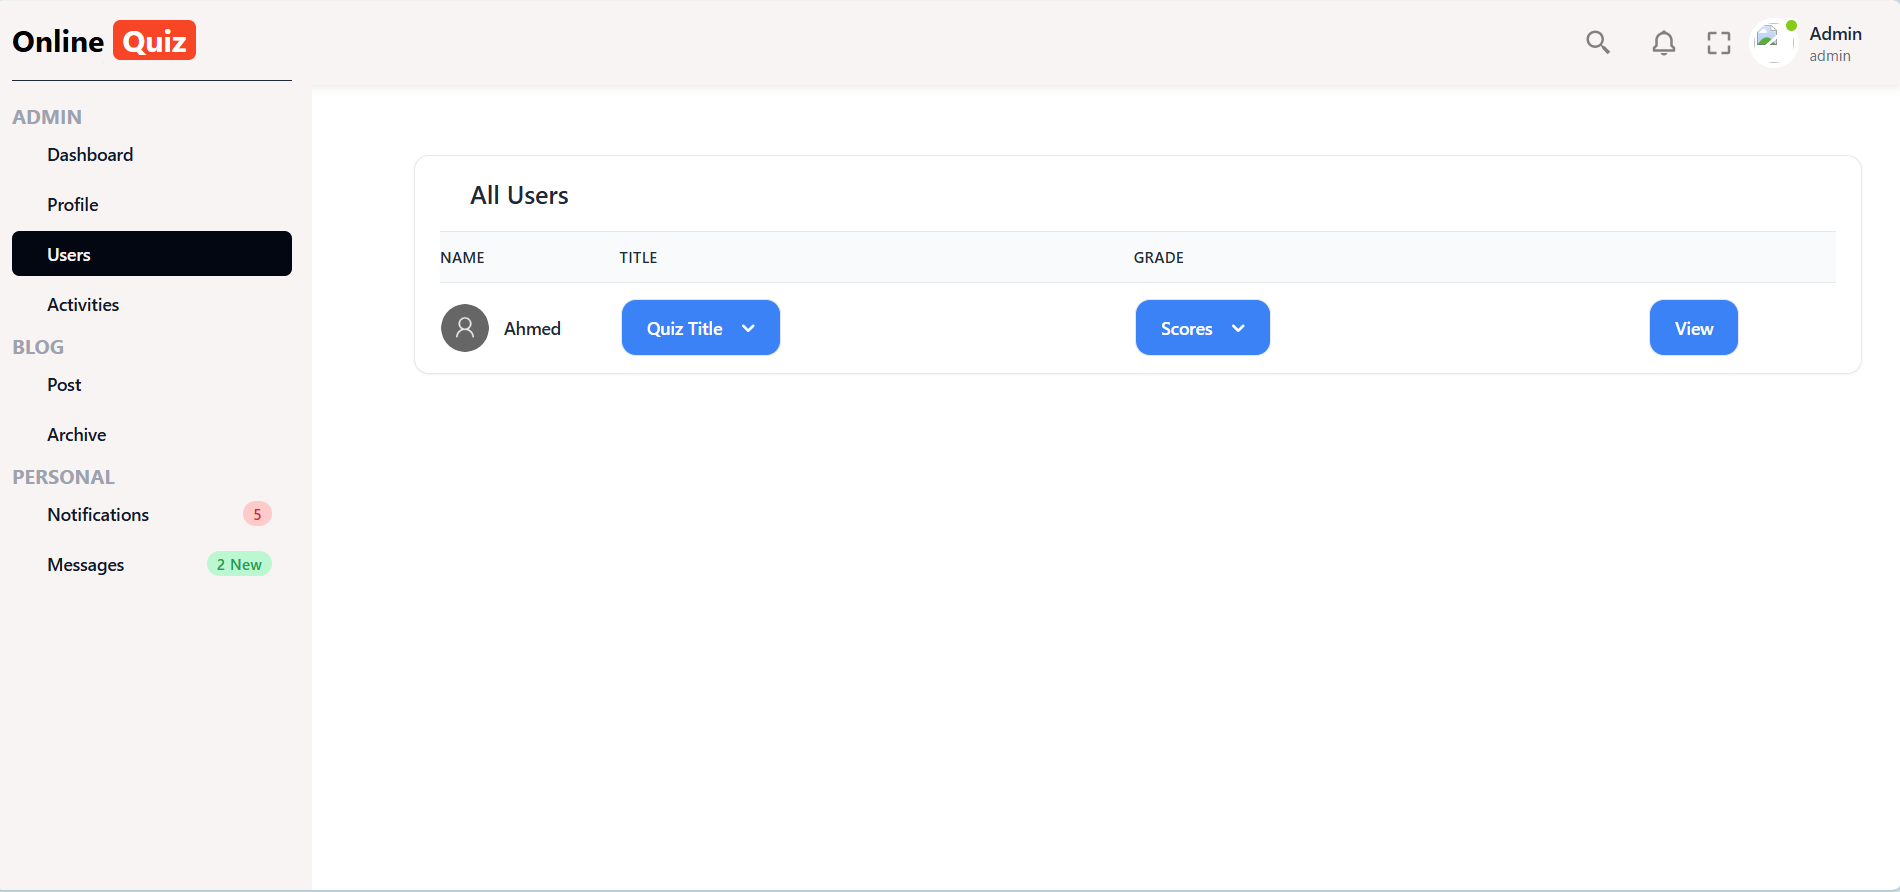 Online Quiz
Admin
admin
ADMIN
Dashboard
Profile
Users
Activities
BLOG
Post
Archive
PERSONAL
Notifications 5
Messages 2 New
All Users
NAME TITLE GRADE
Ahmed Quiz Title Scores View